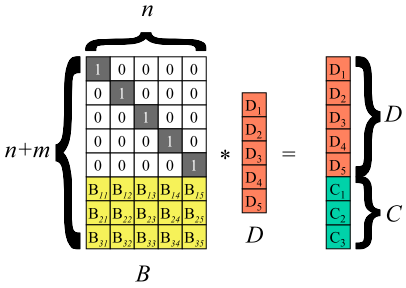 n
1 0 0 0 0
0 1 0 0 0
0 0 1 0 0
0 0 0 1 0
0 0 0 0 1
B11 B12 B13 B14 B15
B21 B22 B23 B24 B25
B31 B32 B33 B34 B35
n+m
B
*
D1
D2
D3
D4
D5
D
=
D1
D2
D3
D4
D5
C1
C2
C3
D
C